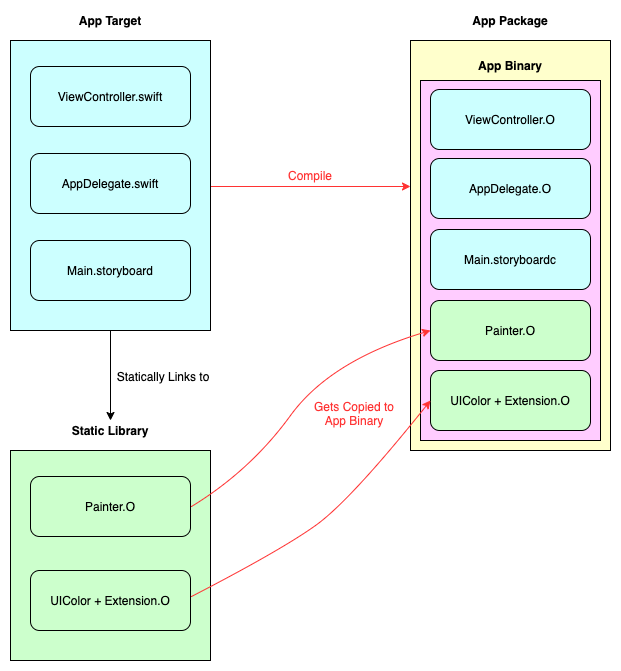 App Target
ViewController.swift
AppDelegate.swift
Main.storyboard
Compile
App Package
App Binary
ViewController.O
AppDelegate.O
Main.storyboardc
Painter.O
UIColor + Extension.O
Statically Links to
Gets Copied to
App Binary
Static Library
Painter.O
UIColor + Extension.O